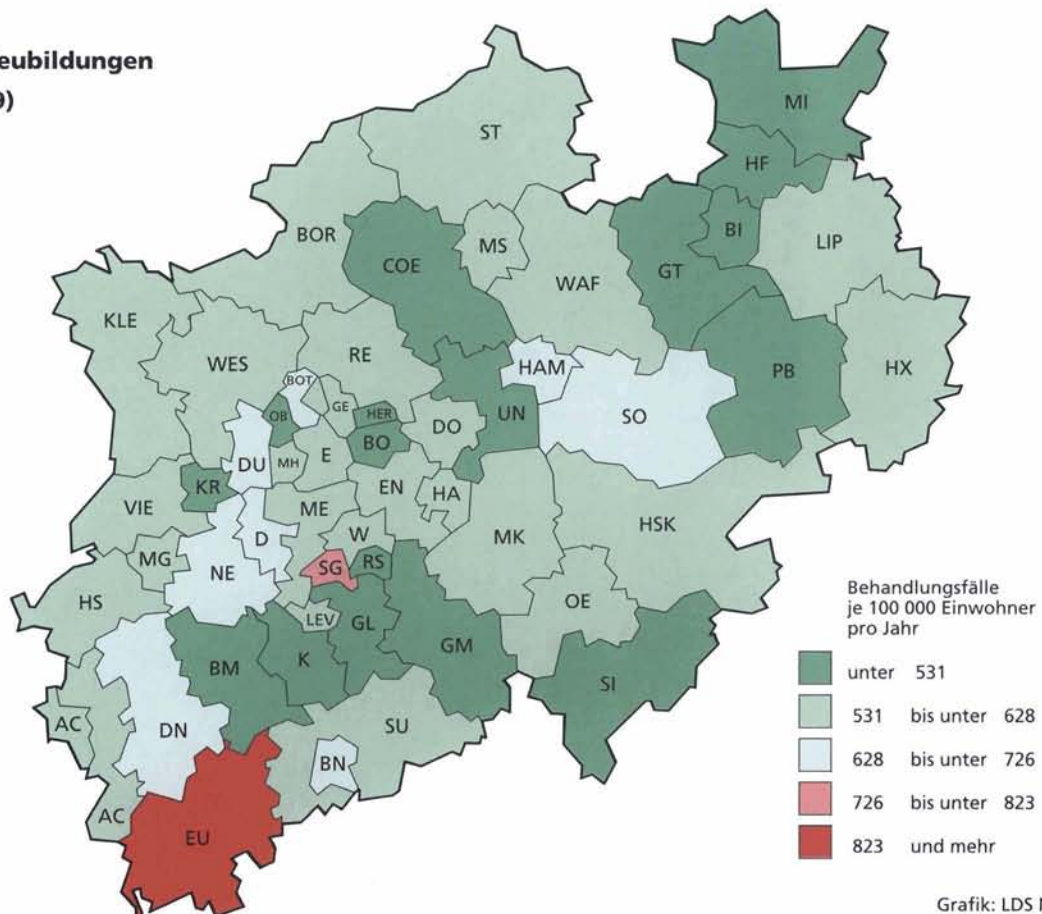 eubildungen
9)
MI
ST
HF
BI
BOR
MS
LIP
COE
GT
WAF
KLE
RE
WES
HAM
PB
HX
BOT
GE
OB
HER
UN
SO
DO
BO
E
DU
MH
KR
EN
HA
VIE
ME
HSK
W
D
MK
MG
SG
RS
NE
HS
OE
LEV
GL
GM
K
BM
SI
AC
SU
DN
BN
AC
EU
Behandlungsfälle
je 100 000 Einwohner
pro Jahr
unter 531
531 bis unter 628
628 bis unter 726
726 bis unter 823
823 und mehr
Grafik: LDS